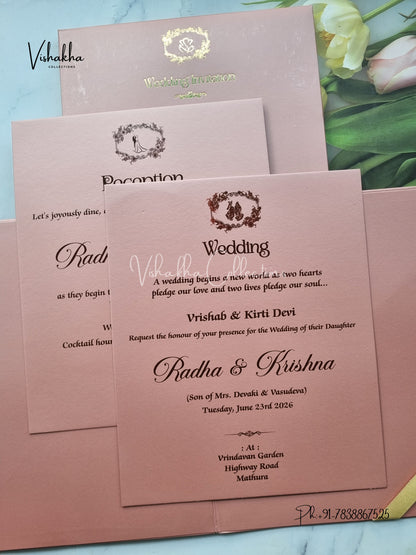 Vishakha
COLLECTIONS
Wedding Invitation
Reception
Let's joyously dine,
Radh
as they begin t
W
Cocktail hou
Wedding
Vishakha Collections
A wedding begins a new world as two hearts
pledge our love and two lives pledge our soul...
Vrishab & Kirti Devi
Request the honour of your presence for the Wedding of their Daughter
Radha & Krishna
(Son of Mrs. Devaki & Vasudeva)
Tuesday, June 23rd 2026
: At :
Vrindavan Garden
Highway Road
Mathura
Ph:+91-7838867525